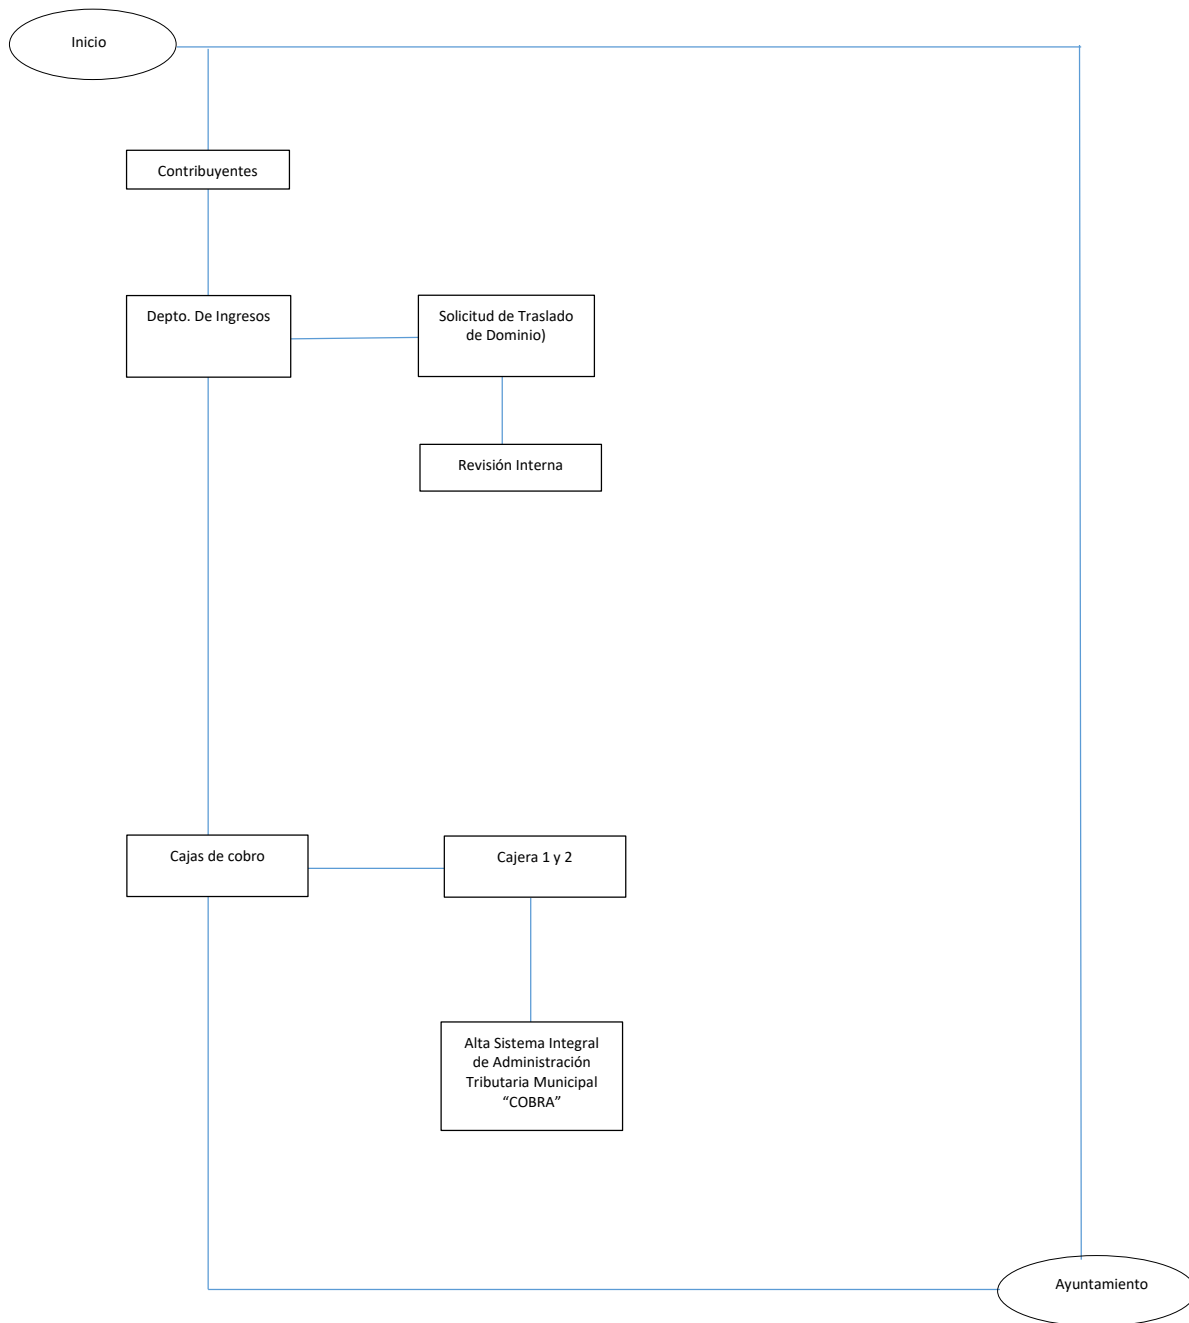 Inicio
Contribuyentes
Depto. De Ingresos
Solicitud de Traslado
de Dominio)
Revisión Interna
Cajas de cobro
Cajera 1 y 2
Alta Sistema Integral
de Administración
Tributaria Municipal
“COBRA”
Ayuntamiento